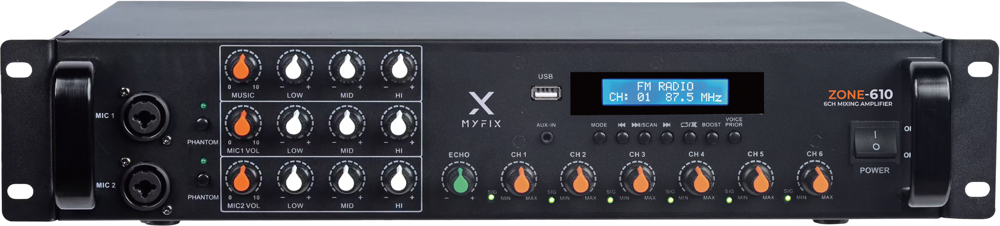 0 10
MUSIC
- +
LOW
- +
MID
- +
HI
MIC 1
PHANTOM
0 10
MIC1 VOL
- +
LOW
- +
MID
- +
HI
MIC 2
PHANTOM
0 10
MIC2 VOL
- +
LOW
- +
MID
- +
HI
X
MYFIX
USB
FM RADIO
CH: 01 87.5 MHz
ZONE-610
6CH MIXING AMPLIFIER
AUX-IN
MODE
/SCAN
BOOST
VOICE
PRIOR
ECHO
- +
CH 1
SIG
MIN MAX
CH 2
SIG
MIN MAX
CH 3
SIG
MIN MAX
CH 4
SIG
MIN MAX
CH 5
SIG
MIN MAX
CH 6
SIG
MIN MAX
I
O
POWER